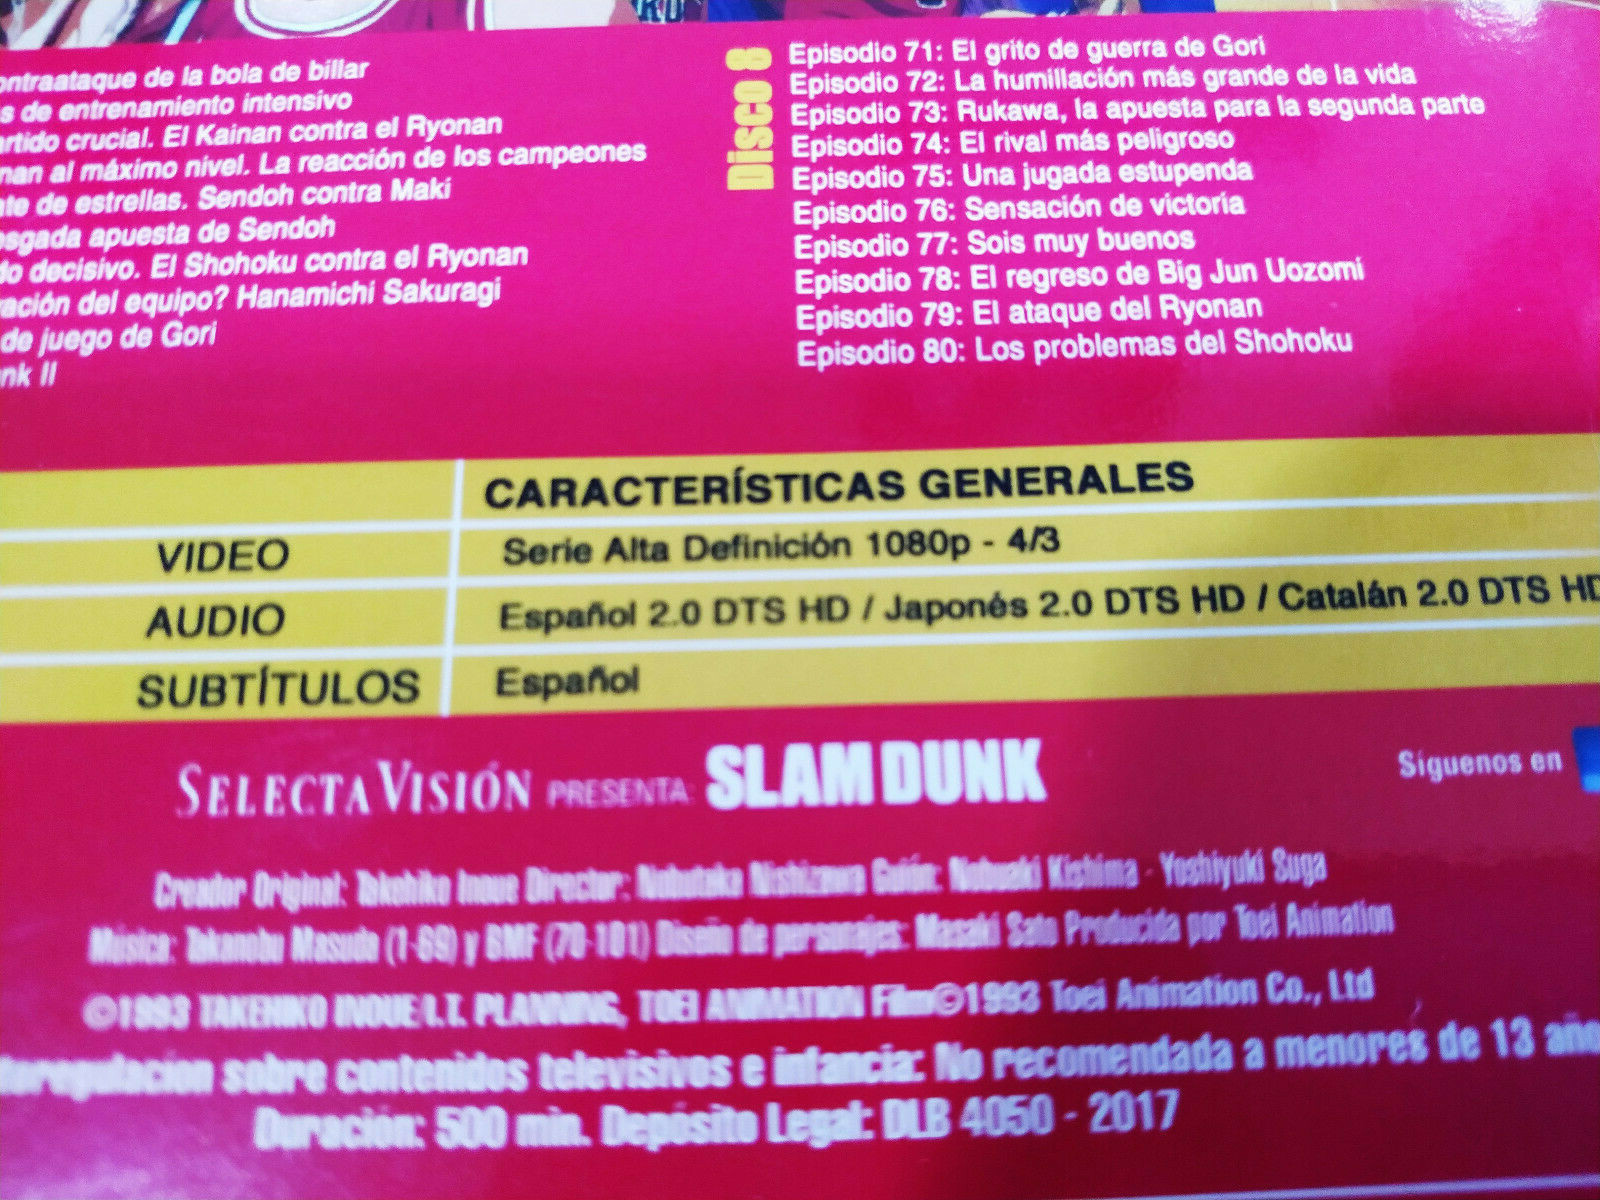 ontraataque de la bola de billar
s de entrenamiento intensivo
artido crucial. El Kainan contra el Ryonan
nan al máximo nivel. La reacción de los campeones
ate de estrellas. Sendoh contra Maki
esgada apuesta de Sendoh
do decisivo. El Shohoku contra el Ryonan
ración del equipo? Hanamichi Sakuragi
de juego de Gori
nk II
Disco 8
Episodio 71: El grito de guerra de Gori
Episodio 72: La humillación más grande de la vida
Episodio 73: Rukawa, la apuesta para la segunda parte
Episodio 74: El rival más peligroso
Episodio 75: Una jugada estupenda
Episodio 76: Sensación de victoria
Episodio 77: Sois muy buenos
Episodio 78: El regreso de Big Jun Uozomi
Episodio 79: El ataque del Ryonan
Episodio 80: Los problemas del Shohoku
CARACTERÍSTICAS GENERALES
VIDEO Serie Alta Definición 1080p - 4/3
AUDIO Español 2.0 DTS HD / Japonés 2.0 DTS HD / Catalán 2.0 DTS HD
SUBTÍTULOS Español
SELECTA VISIÓN PRESENTA: SLAM DUNK
Síguenos en
Creador Original: Takehiko Inoue Director: Nobutaka Nishizawa Guión: Nobuaki Kishima - Yoshiyuki Suga
Música: Takanobu Masuda (1-69) y BMF (70-101) Diseño de personajes: Masaki Sato Producida por Toei Animation
©1993 TAKEHIKO INOUE I.T. PLANNING, TOEI ANIMATION Film©1993 Toei Animation Co., Ltd
toregulación sobre contenidos televisivos e infancia: No recomendada a menores de 13 año
Duración: 500 min. Depósito Legal: DLB 4050 - 2017